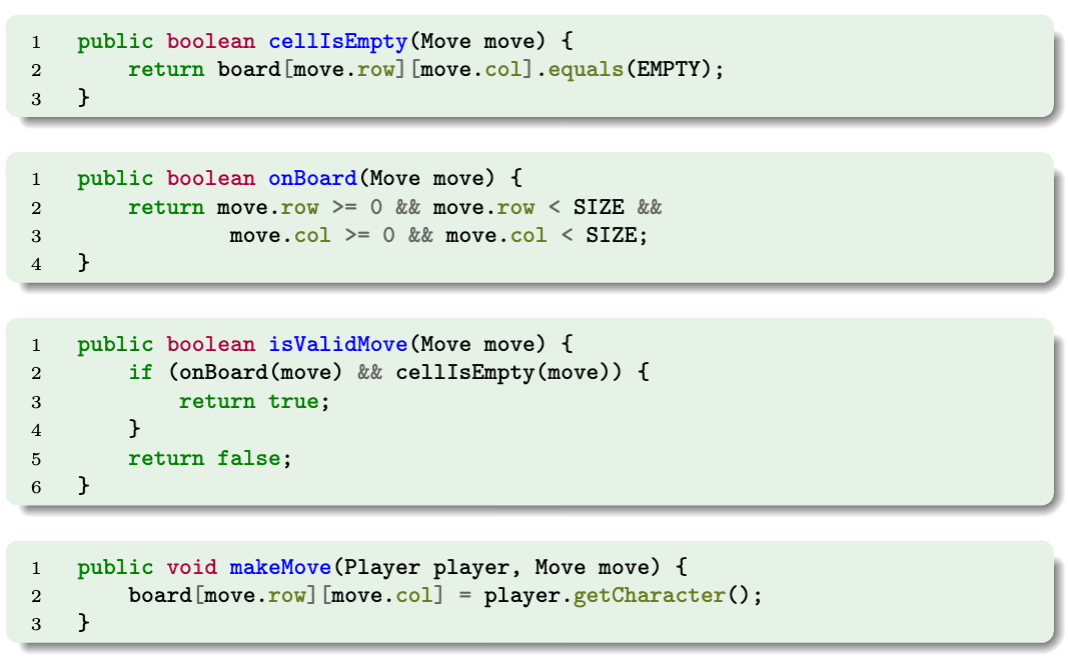 1 public boolean cellIsEmpty(Move move) {
2 return board[move.row][move.col].equals(EMPTY);
3 }
1 public boolean onBoard(Move move) {
2 return move.row >= 0 && move.row < SIZE &&
3 move.col >= 0 && move.col < SIZE;
4 }
1 public boolean isValidMove(Move move) {
2 if (onBoard(move) && cellIsEmpty(move)) {
3 return true;
4 }
5 return false;
6 }
1 public void makeMove(Player player, Move move) {
2 board[move.row][move.col] = player.getCharacter();
3 }